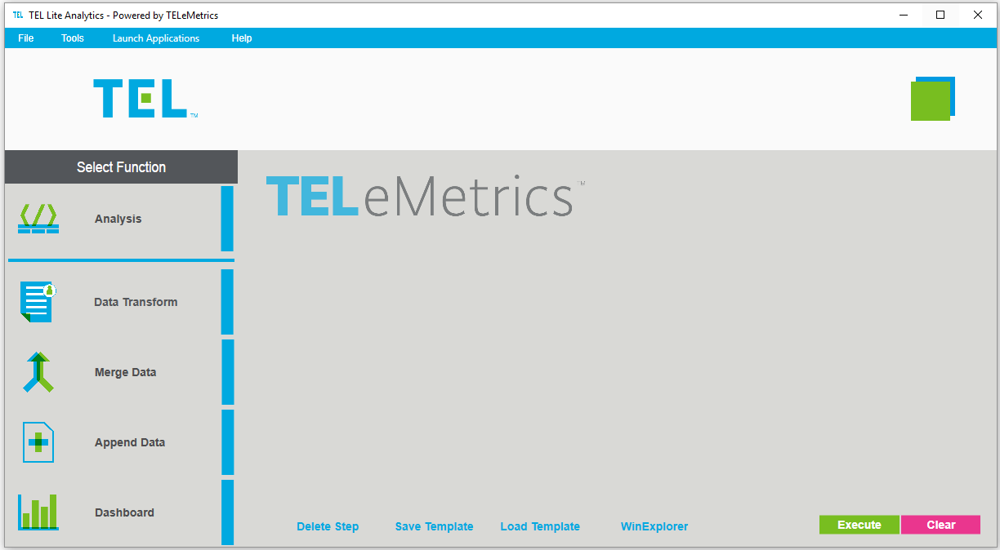 TEL TEL Lite Analytics - Powered by TELeMetrics
File Tools Launch Applications Help
TEL™
Select Function
TELeMetrics™
Analysis
Data Transform
Merge Data
Append Data
Dashboard
Delete Step Save Template Load Template WinExplorer Execute Clear